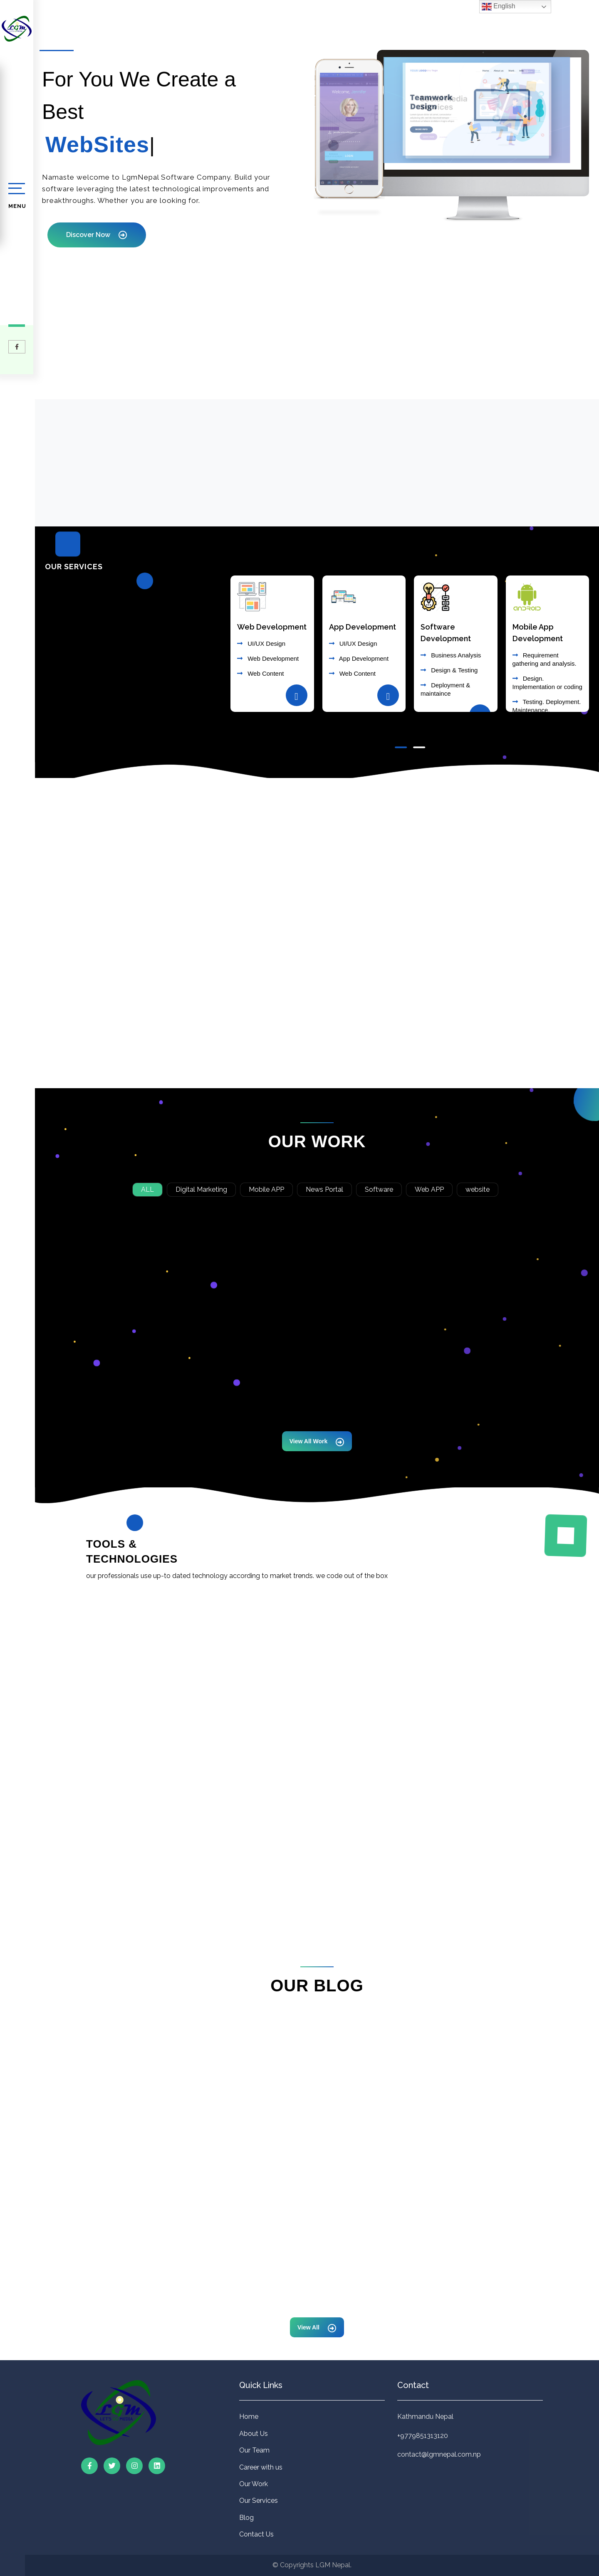 English
LGM
For You We Create a
Best
WebSites
Namaste welcome to LgmNepal Software Company. Build your
software leveraging the latest technological improvements and
breakthroughs. Whether you are looking for.
Discover Now
Teamwork
Design
MENU
OUR SERVICES
Web Development
UI/UX Design
Web Development
Web Content
App Development
UI/UX Design
App Development
Web Content
Software
Development
Business Analysis
Design & Testing
Deployment &
maintaince
Mobile App
Development
Requirement
gathering and analysis.
Design.
Implementation or coding
Testing. Deployment.
Maintenance
OUR WORK
ALL
Digital Marketing
Mobile APP
News Portal
Software
Web APP
website
View All Work
TOOLS &
TECHNOLOGIES
our professionals use up-to dated technology according to market trends. we code out of the box
OUR BLOG
View All
LGM
Quick Links
Home
About Us
Our Team
Career with us
Our Work
Our Services
Blog
Contact Us
Contact
Kathmandu Nepal
+9779851313120
contact@lgmnepal.com.np
© Copyrights LGM Nepal.